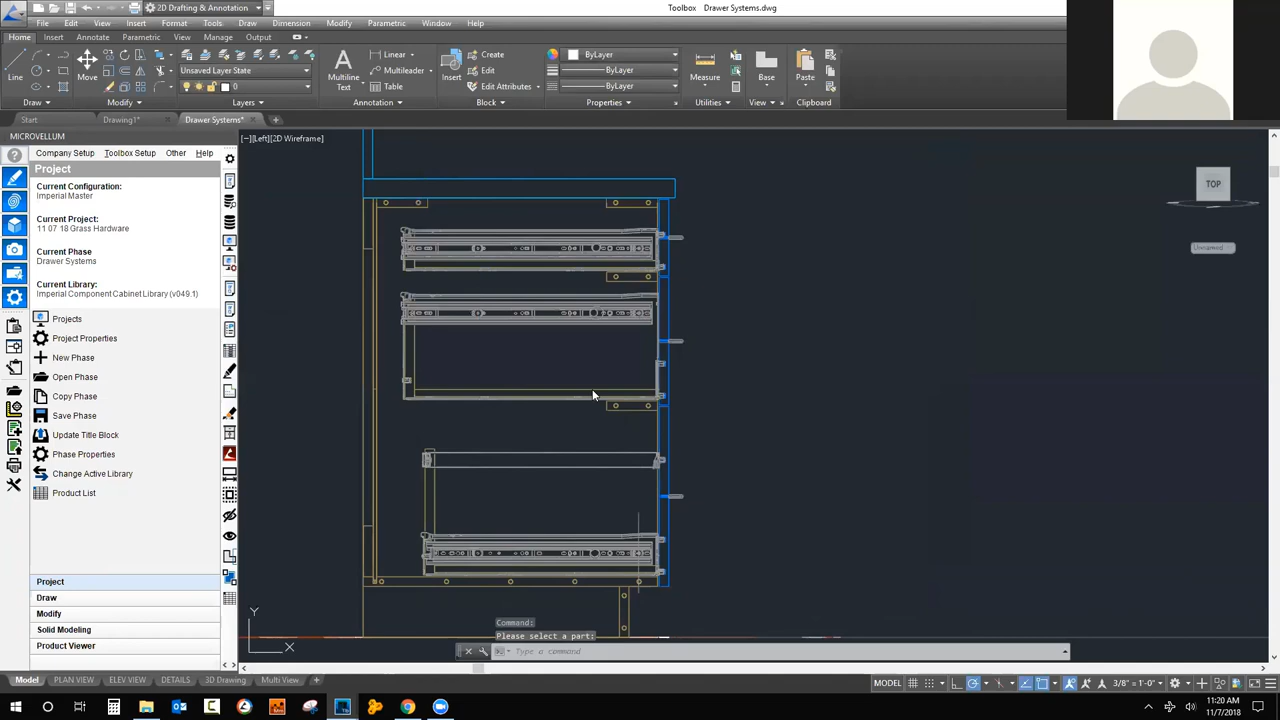 2D Drafting & Annotation
Toolbox Drawer Systems.dwg
File Edit View Insert Format Tools Draw Dimension Modify Parametric Window Help
Home Insert Annotate Parametric View Manage Output
Line
Move
Unsaved Layer State
0
Multiline Text
Linear
Multileader
Table
Insert
Create
Edit
Edit Attributes
ByLayer
ByLayer
ByLayer
Measure
Base
Paste
Draw Modify Layers Annotation Block Properties Utilities View Clipboard
Start Drawing1* Drawer Systems*
MICROVELLUM
[−][Left][2D Wireframe]
Company Setup Toolbox Setup Other Help
Project
Current Configuration:
Imperial Master
Current Project:
11 07 18 Grass Hardware
Current Phase
Drawer Systems
Current Library:
Imperial Component Cabinet Library (v049.1)
Projects
Project Properties
New Phase
Open Phase
Copy Phase
Save Phase
Update Title Block
Phase Properties
Change Active Library
Product List
Project
Draw
Modify
Solid Modeling
Product Viewer
TOP
Unnamed
Y
X
Command:
Please select a part:
Type a command
Model PLAN VIEW ELEV VIEW DETAILS 3D Drawing Multi View
MODEL
3/8" = 1'-0"
11:20 AM
11/7/2018